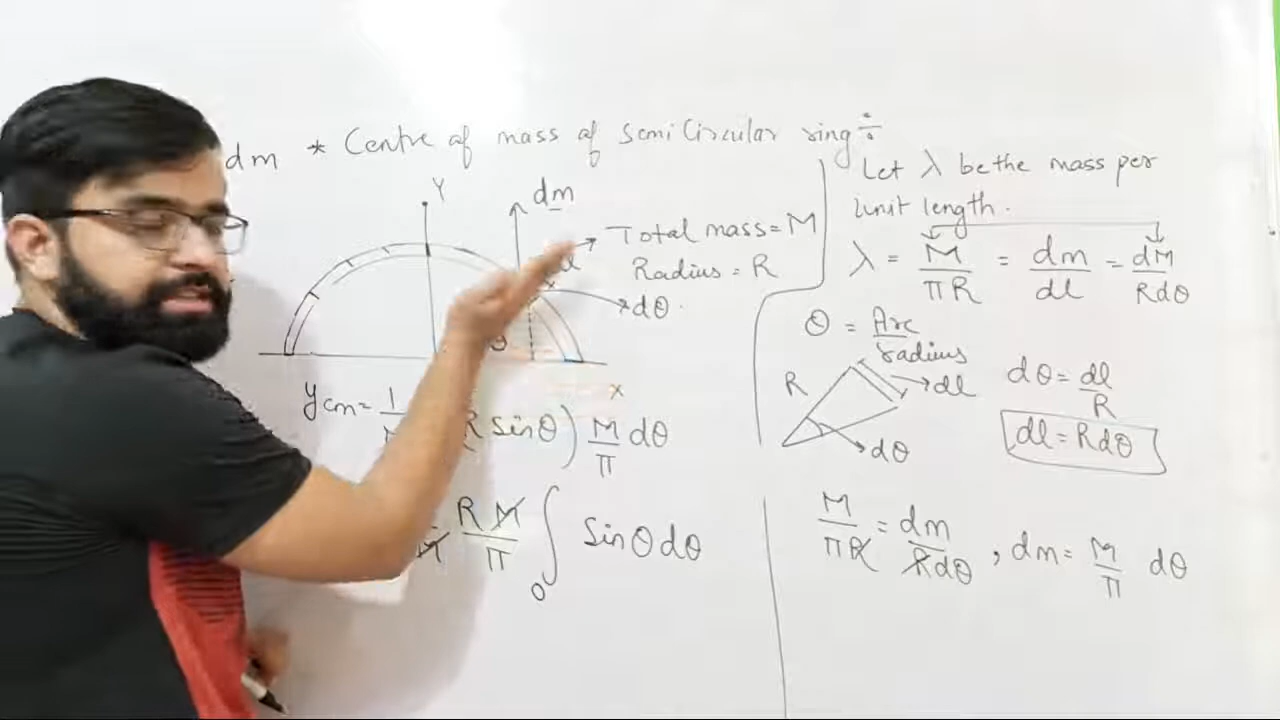 dm * Centre of mass of Semi Circular ring ÷
Y
dm
Total mass = M
Radius = R
dθ
x
Ycm = 1 R sinθ) M/π dθ
R M/π ∫0 Sinθ dθ
Let λ be the mass per
unit length.
λ = M/πR = dm/dl = dM/Rdθ
θ = Arc/radius
R
dl
dθ
dθ = dl/R
dl = Rdθ
M/πR = dm/Rdθ , dm = M/π dθ